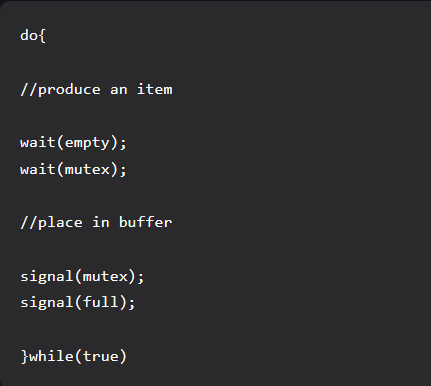 do{
//produce an item
wait(empty);
wait(mutex);
//place in buffer
signal(mutex);
signal(full);
}while(true)